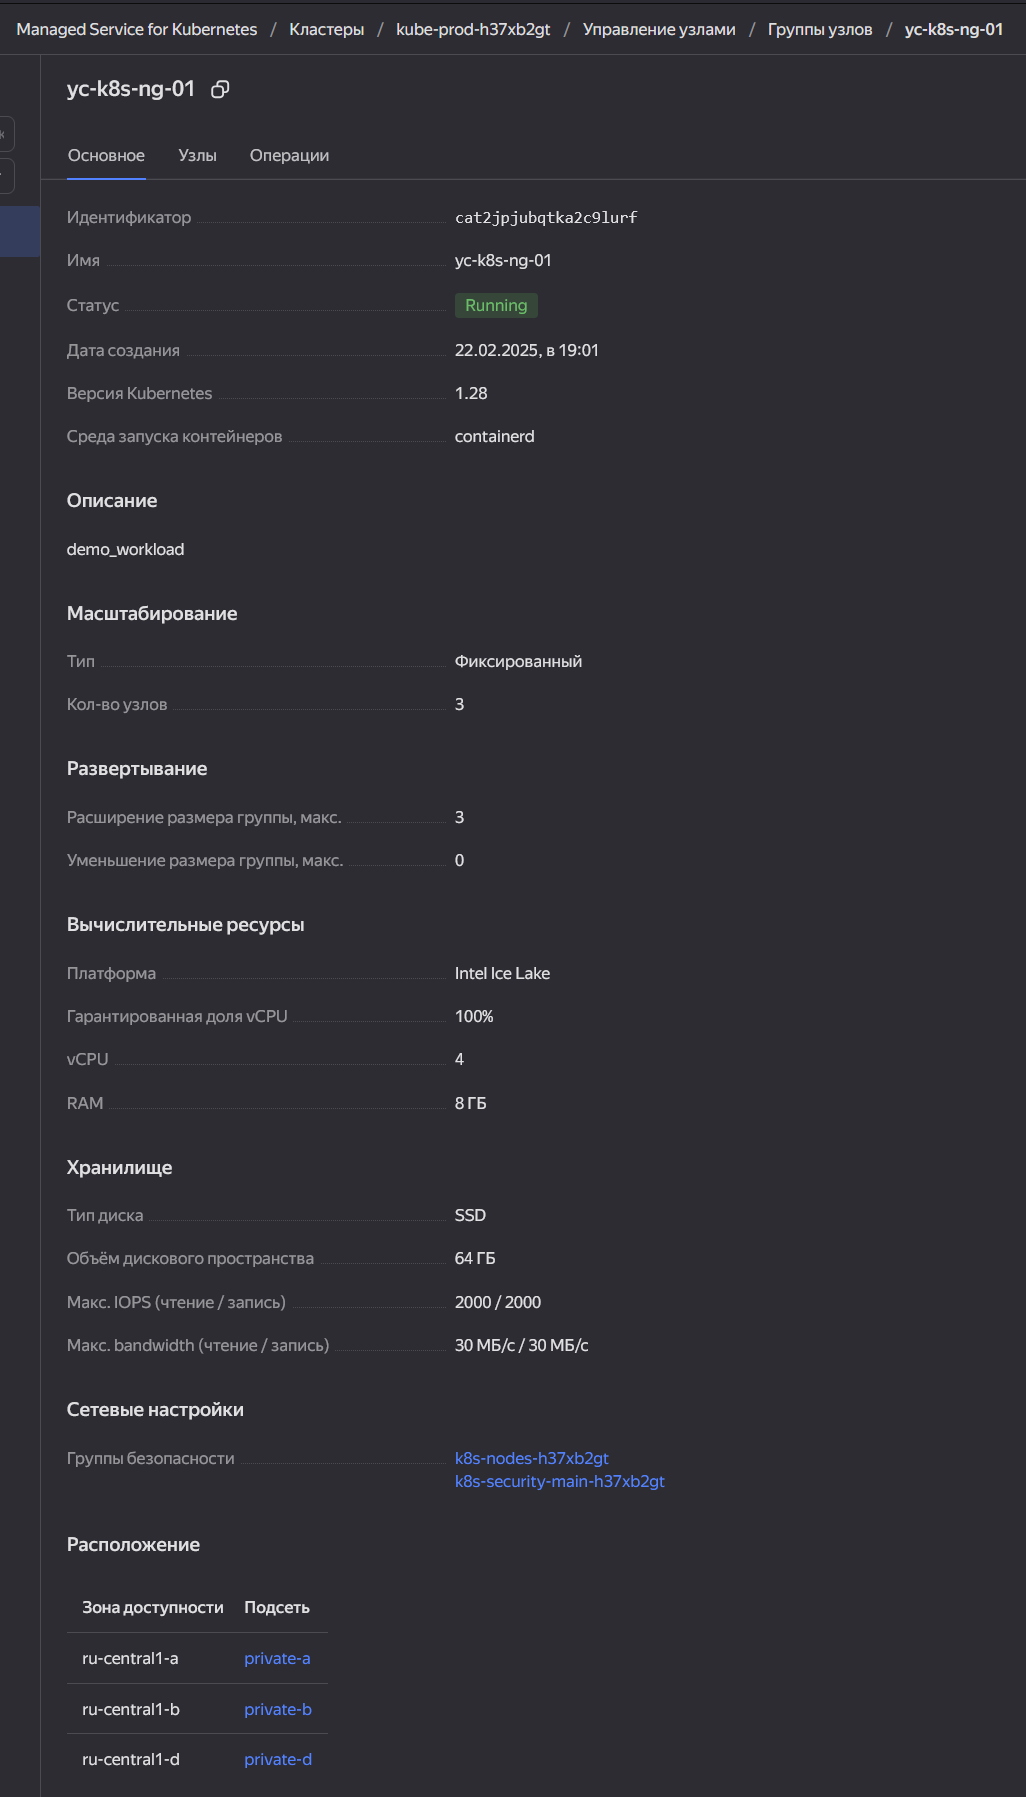 Managed Service for Kubernetes / Кластеры / kube-prod-h37xb2gt / Управление узлами / Группы узлов / yc-k8s-ng-01
yc-k8s-ng-01
Основное Узлы Операции
Идентификатор cat2jpjubqtka2c9lurf
Имя yc-k8s-ng-01
Статус Running
Дата создания 22.02.2025, в 19:01
Версия Kubernetes 1.28
Среда запуска контейнеров containerd
Описание
demo_workload
Масштабирование
Тип Фиксированный
Кол-во узлов 3
Развертывание
Расширение размера группы, макс. 3
Уменьшение размера группы, макс. 0
Вычислительные ресурсы
Платформа Intel Ice Lake
Гарантированная доля vCPU 100%
vCPU 4
RAM 8 ГБ
Хранилище
Тип диска SSD
Объём дискового пространства 64 ГБ
Макс. IOPS (чтение / запись) 2000 / 2000
Макс. bandwidth (чтение / запись) 30 МБ/с / 30 МБ/с
Сетевые настройки
Группы безопасности k8s-nodes-h37xb2gt
k8s-security-main-h37xb2gt
Расположение
Зона доступности Подсеть
ru-central1-a private-a
ru-central1-b private-b
ru-central1-d private-d